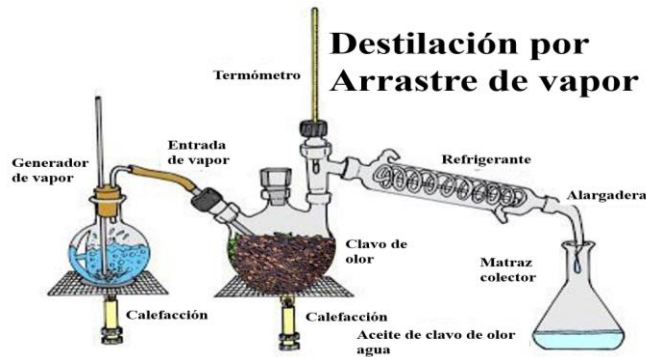 Destilación por
Arrastre de vapor
Termómetro
Entrada
de vapor
Generador
de vapor
Refrigerante
Alargadera
Clavo de
olor
Matraz
colector
Calefacción
Calefacción
Aceite de clavo de olor
agua